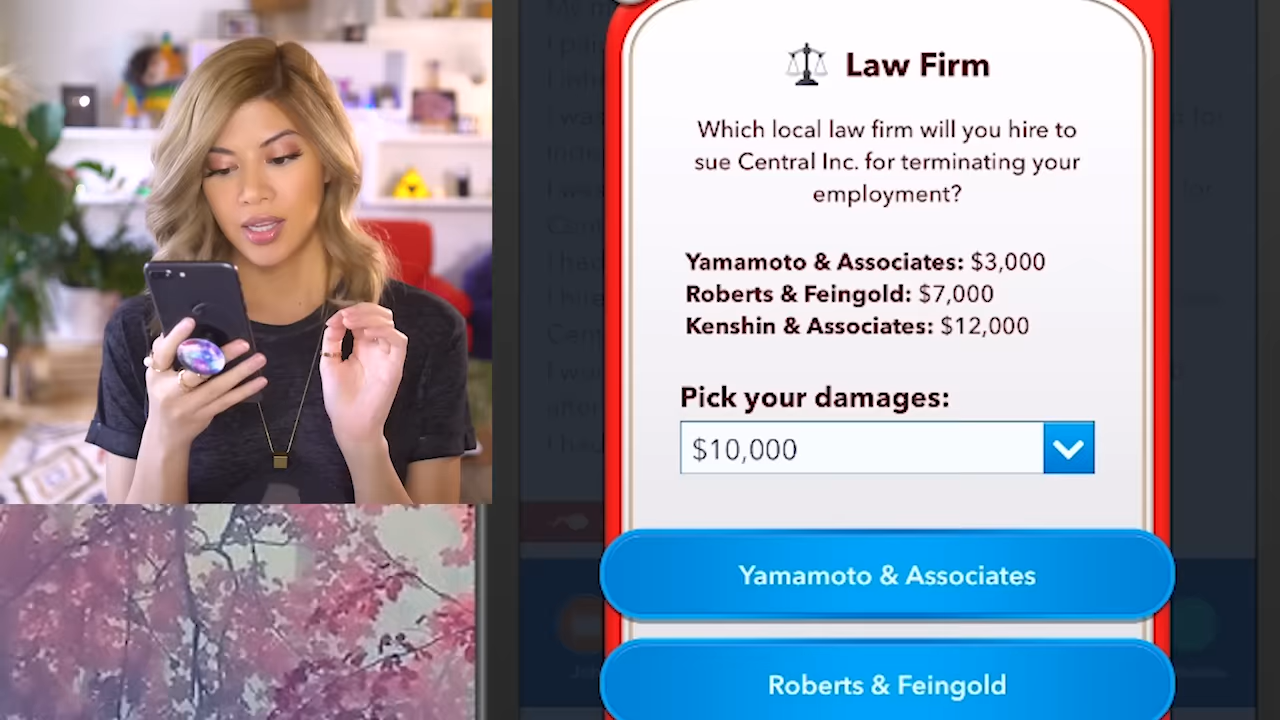 Law Firm
Which local law firm will you hire to
sue Central Inc. for terminating your
employment?
Yamamoto & Associates: $3,000
Roberts & Feingold: $7,000
Kenshin & Associates: $12,000
Pick your damages:
$10,000
Yamamoto & Associates
Roberts & Feingold